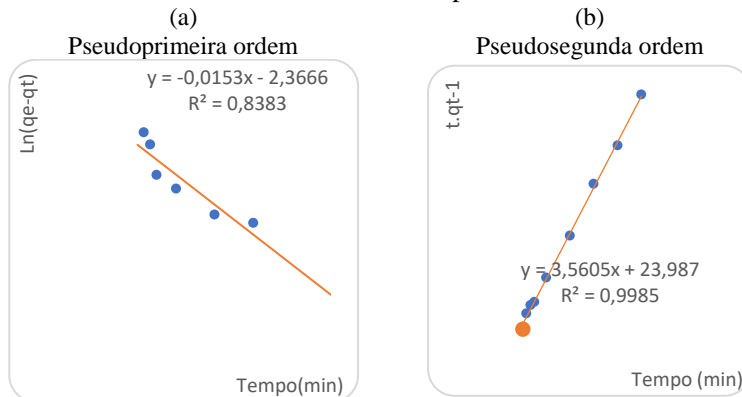 (a)
Pseudoprimeira ordem
y = -0,0153x - 2,3666
R² = 0,8383
Ln(qe-qt)
Tempo(min)
(b)
Pseudosegunda ordem
t.qt-1
y = 3,5605x + 23,987
R² = 0,9985
Tempo (min)